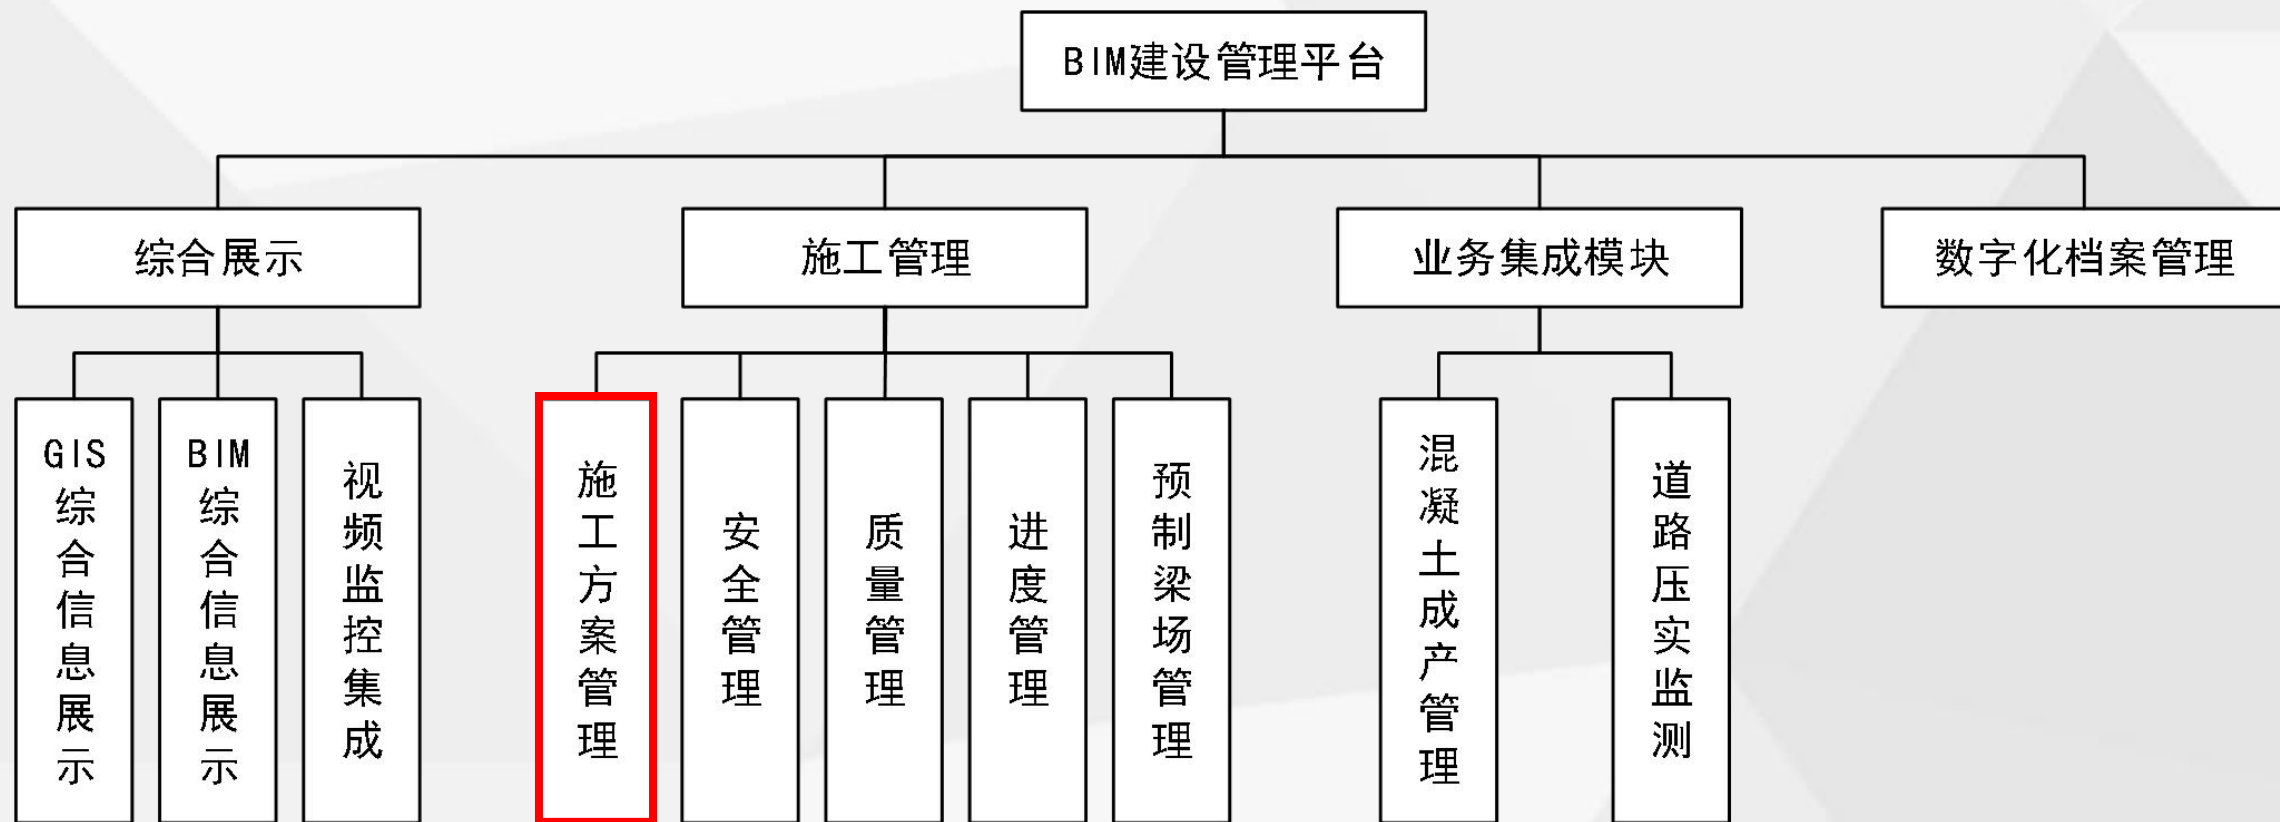 BIM建设管理平台
综合展示
施工管理
业务集成模块
数字化档案管理
GIS综合信息展示
BIM综合信息展示
视频监控集成
施工方案管理
安全管理
质量管理
进度管理
预制梁场管理
混凝土成产管理
道路压实监测